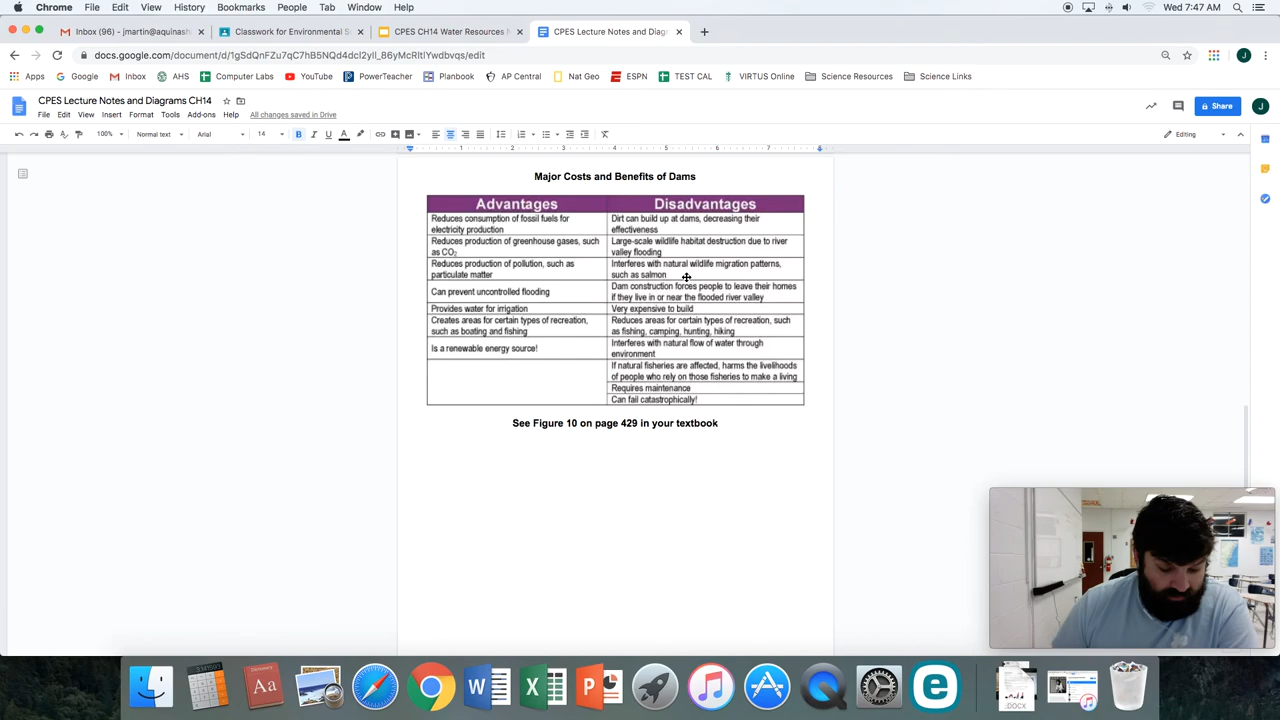 Chrome File Edit View History Bookmarks People Tab Window Help Wed 7:47 AM
Inbox (96) - jmartin@aquinash × Classwork for Environmental S × CPES CH14 Water Resources N × CPES Lecture Notes and Diagr × +
docs.google.com/document/d/1gSdQnFZu7qC7hB5NQd4dcl2yIl_86yMcRltlYwdbvqs/edit
Apps Google Inbox AHS Computer Labs YouTube PowerTeacher Planbook AP Central Nat Geo ESPN TEST CAL VIRTUS Online Science Resources Science Links
CPES Lecture Notes and Diagrams CH14
File Edit View Insert Format Tools Add-ons Help All changes saved in Drive
Share
J
100% Normal text Arial 14 B I U A Editing
1 2 3 4 5 6 7
Major Costs and Benefits of Dams
Advantages Disadvantages
Reduces consumption of fossil fuels for
electricity production
Dirt can build up at dams, decreasing their
effectiveness
Reduces production of greenhouse gases, such
as CO₂
Large-scale wildlife habitat destruction due to river
valley flooding
Reduces production of pollution, such as
particulate matter
Interferes with natural wildlife migration patterns,
such as salmon
Can prevent uncontrolled flooding
Dam construction forces people to leave their homes
if they live in or near the flooded river valley
Provides water for irrigation
Very expensive to build
Creates areas for certain types of recreation,
such as boating and fishing
Reduces areas for certain types of recreation, such
as fishing, camping, hunting, hiking
Is a renewable energy source!
Interferes with natural flow of water through
environment
If natural fisheries are affected, harms the livelihoods
of people who rely on those fisheries to make a living
Requires maintenance
Can fail catastrophically!
See Figure 10 on page 429 in your textbook